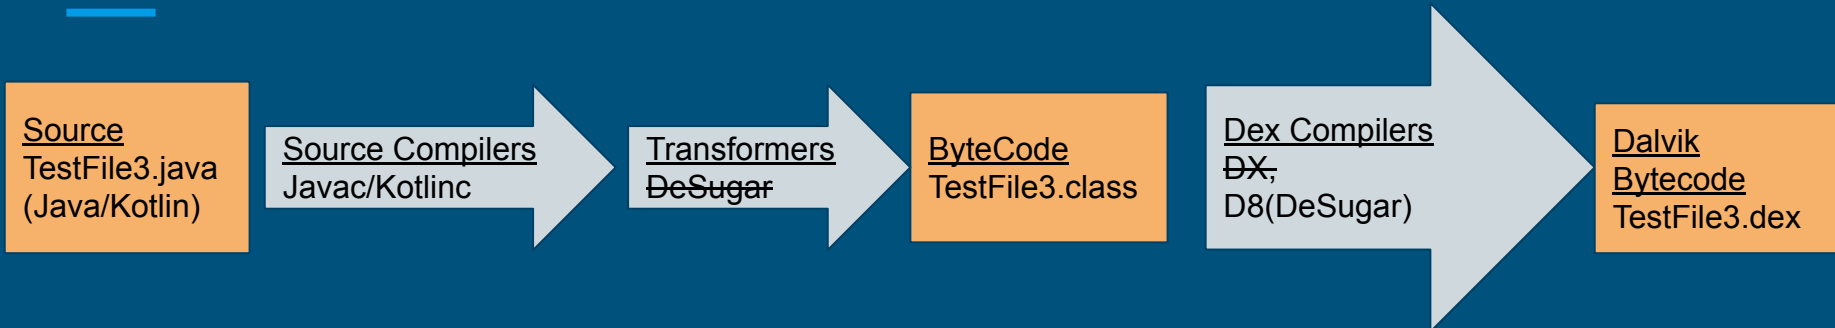 Source
TestFile3.java
(Java/Kotlin)
Source Compilers
Javac/Kotlinc
Transformers
DeSugar
ByteCode
TestFile3.class
Dex Compilers
DX,
D8(DeSugar)
Dalvik
Bytecode
TestFile3.dex